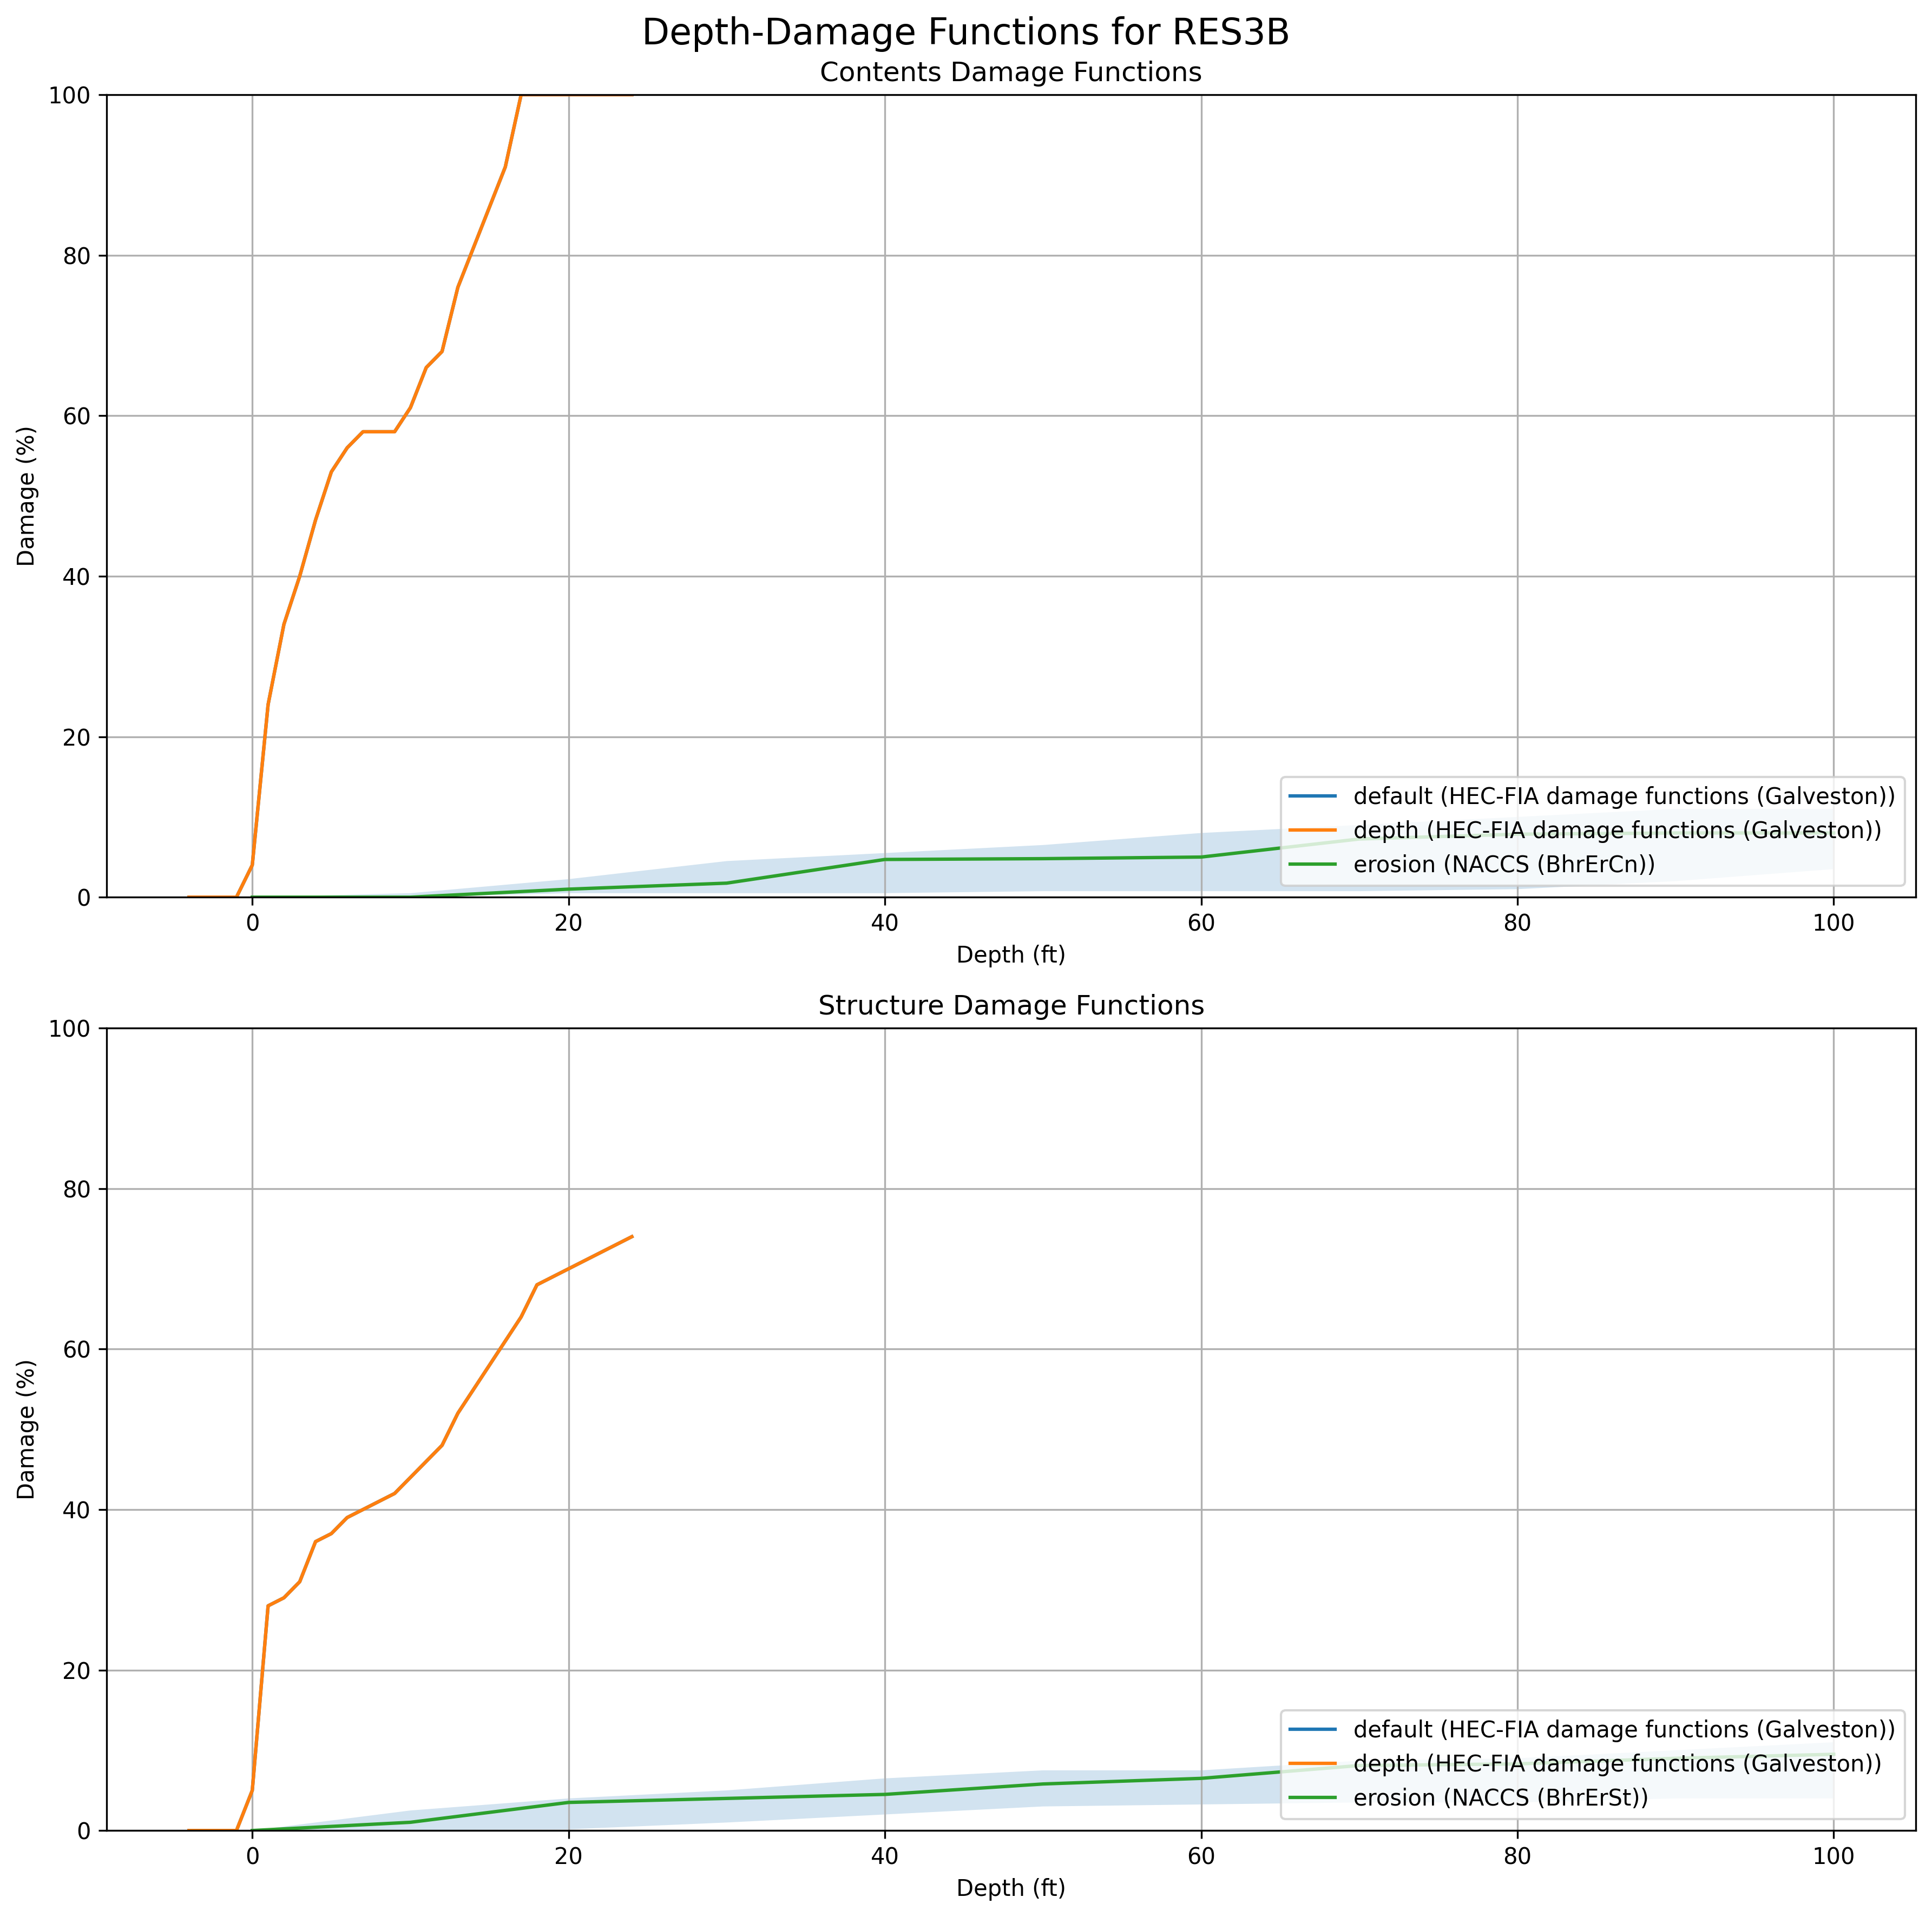 Depth-Damage Functions for RES3B
Contents Damage Functions
100
80
60
40
20
0
Damage (%)
default (HEC-FIA damage functions (Galveston))
depth (HEC-FIA damage functions (Galveston))
erosion (NACCS (BhrErCn))
0 20 40 60 80 100
Depth (ft)
Structure Damage Functions
100
80
60
40
20
0
Damage (%)
default (HEC-FIA damage functions (Galveston))
depth (HEC-FIA damage functions (Galveston))
erosion (NACCS (BhrErSt))
0 20 40 60 80 100
Depth (ft)